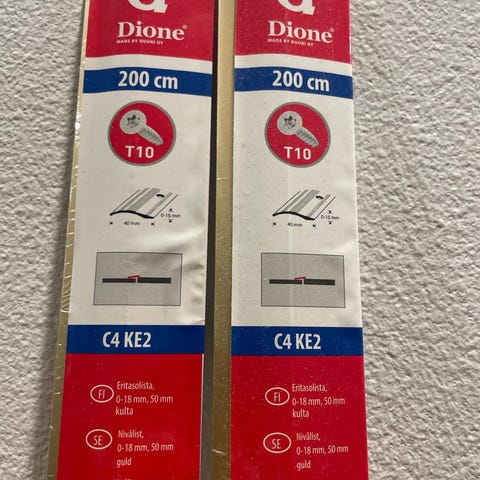 Dione®
MADE BY DUURI OY
200 cm
T10
0-15 mm
40 mm
C4 KE2
FI
Eritasolista,
0-18 mm, 50 mm
kulta
SE
Nivålist,
0-18 mm, 50 mm
guld
Dione®
MADE BY DUURI OY
200 cm
T10
0-15 mm
40 mm
C4 KE2
FI
Eritasolista,
0-18 mm, 50 mm
kulta
SE
Nivålist,
0-18 mm, 50 mm
guld